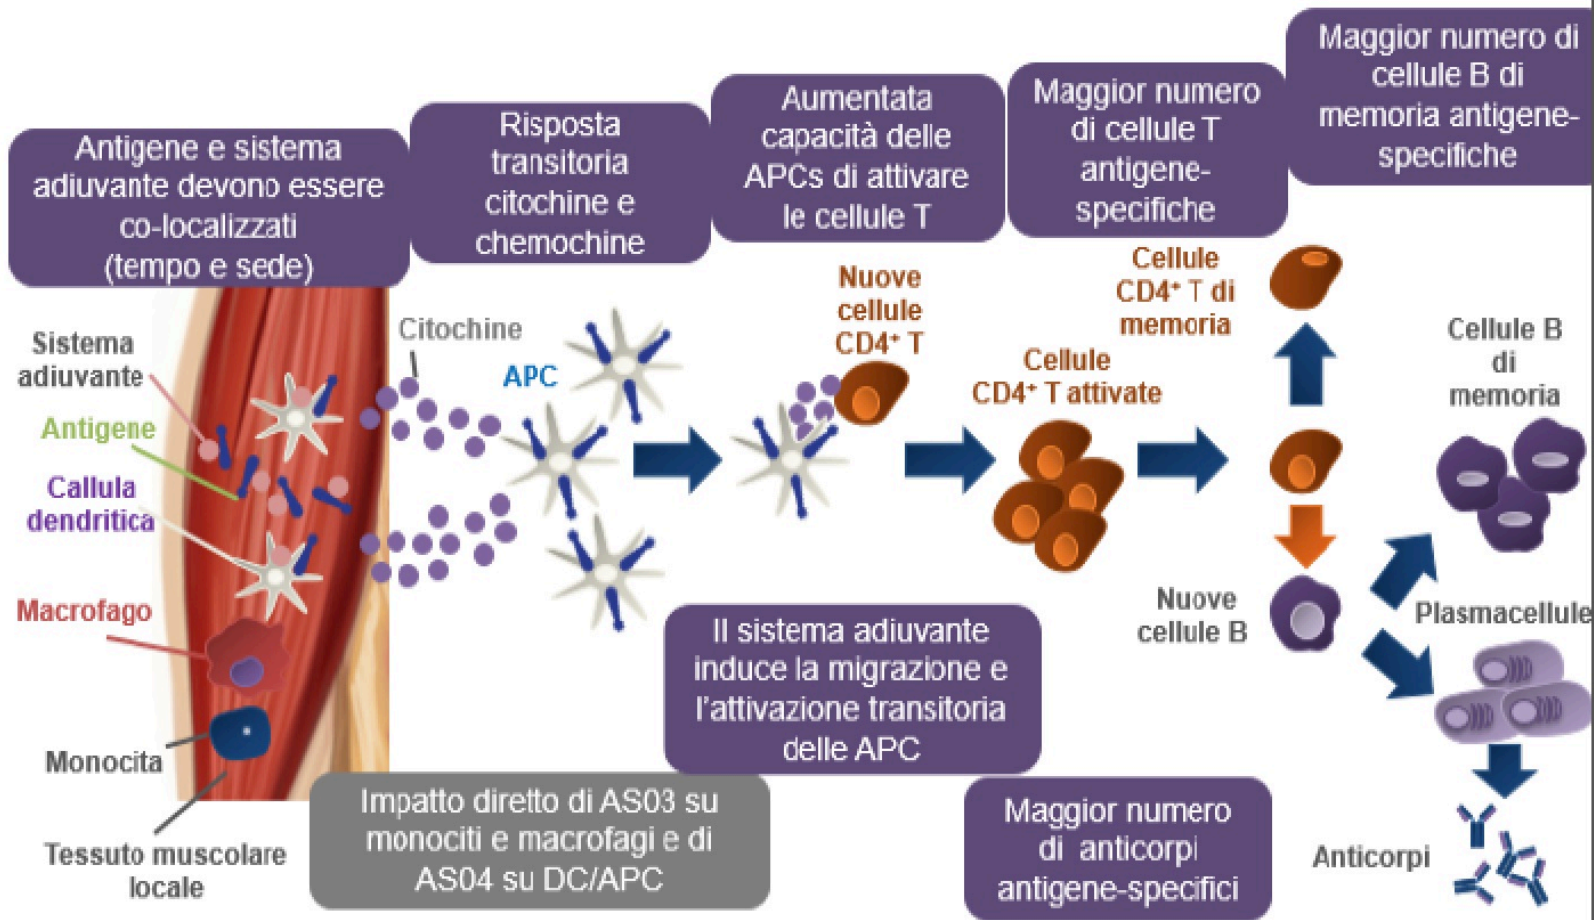 Antigene e sistema
adiuvante devono essere
co-localizzati
(tempo e sede)
Risposta
transitoria
citochine e
chemochine
Aumentata
capacità delle
APCs di attivare
le cellule T
Maggior numero
di cellule T
antigene-
specifiche
Maggior numero di
cellule B di
memoria antigene-
specifiche
Sistema
adiuvante
Antigene
Callula
dendritica
Macrofago
Monocita
Tessuto muscolare
locale
Citochine
APC
Nuove
cellule
CD4⁺ T
Cellule
CD4⁺ T attivate
Cellule
CD4⁺ T di
memoria
Cellule B
di
memoria
Nuove
cellule B
Plasmacellule
Anticorpi
Il sistema adiuvante
induce la migrazione e
l'attivazione transitoria
delle APC
Impatto diretto di AS03 su
monociti e macrofagi e di
AS04 su DC/APC
Maggior numero
di anticorpi
antigene-specifici